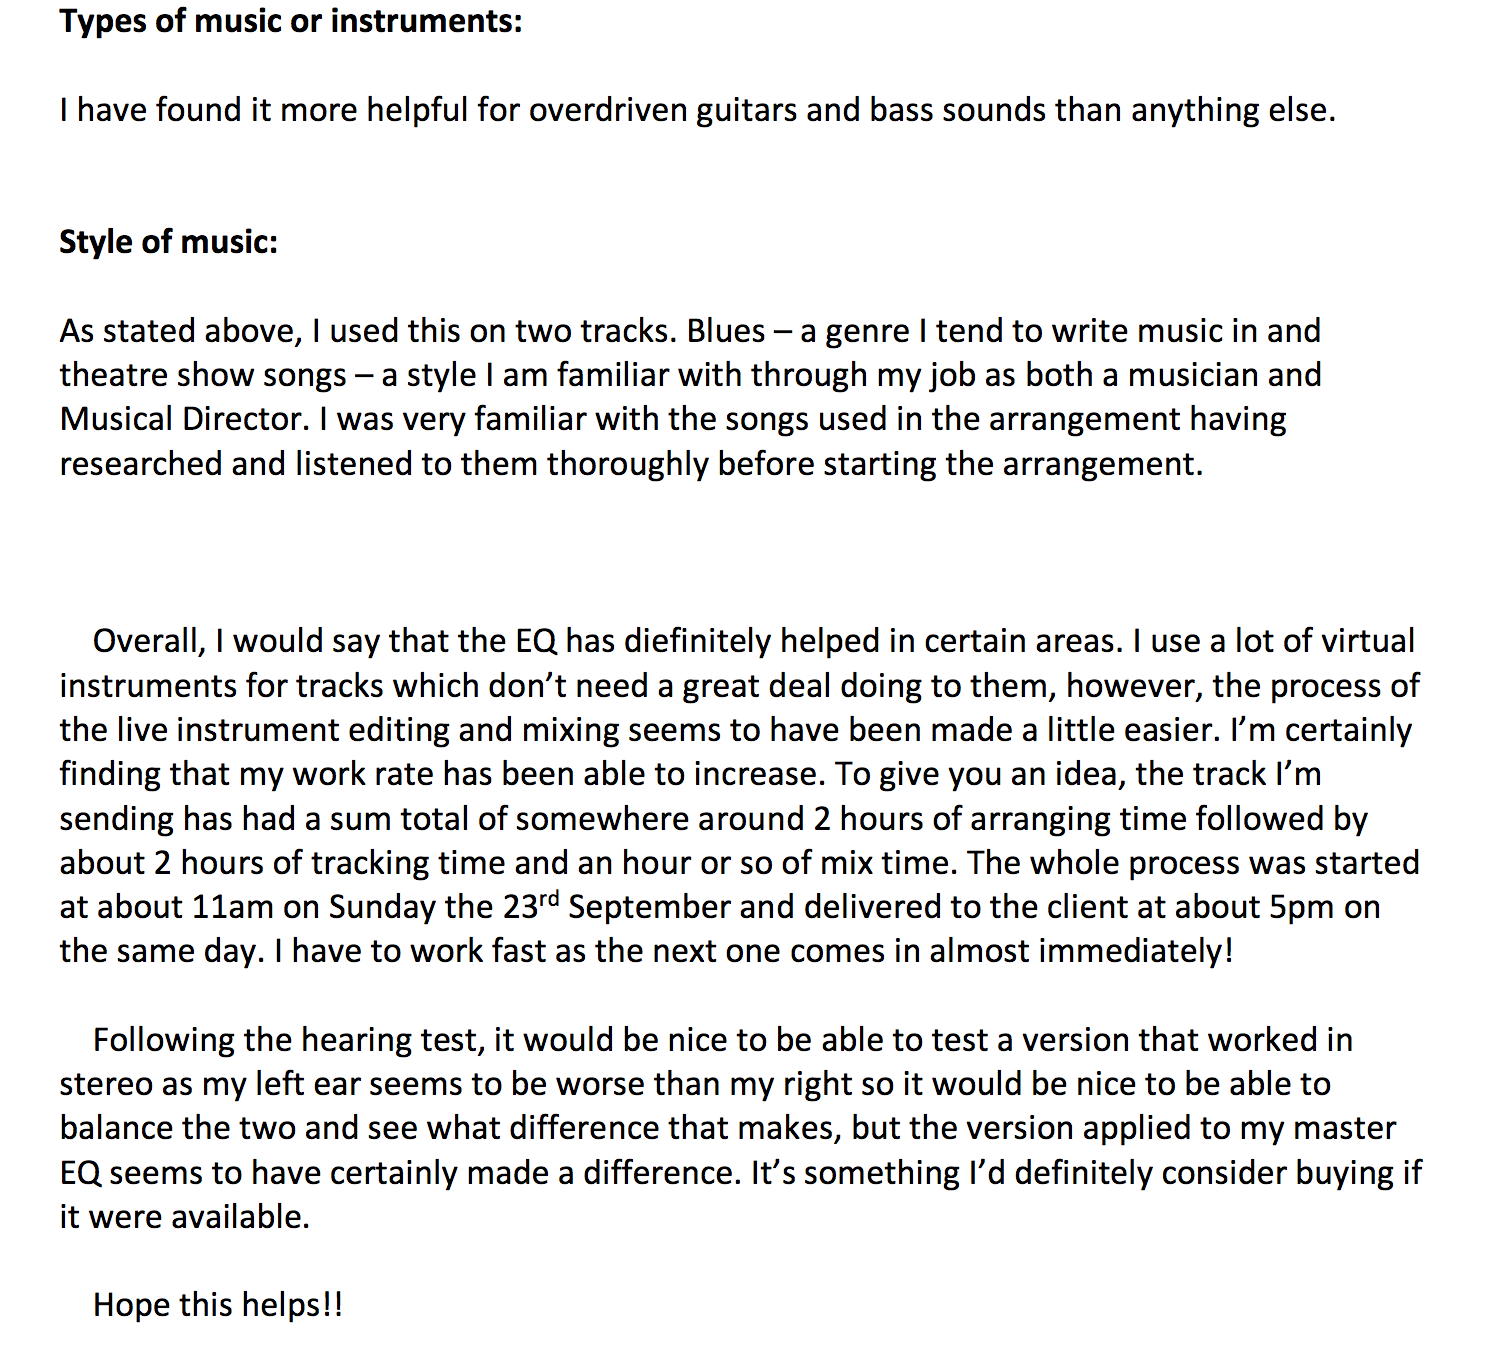 Types of music or instruments:
I have found it more helpful for overdriven guitars and bass sounds than anything else.
Style of music:
As stated above, I used this on two tracks. Blues – a genre I tend to write music in and
theatre show songs – a style I am familiar with through my job as both a musician and
Musical Director. I was very familiar with the songs used in the arrangement having
researched and listened to them thoroughly before starting the arrangement.
Overall, I would say that the EQ has diefinitely helped in certain areas. I use a lot of virtual
instruments for tracks which don’t need a great deal doing to them, however, the process of
the live instrument editing and mixing seems to have been made a little easier. I’m certainly
finding that my work rate has been able to increase. To give you an idea, the track I’m
sending has had a sum total of somewhere around 2 hours of arranging time followed by
about 2 hours of tracking time and an hour or so of mix time. The whole process was started
at about 11am on Sunday the 23rd September and delivered to the client at about 5pm on
the same day. I have to work fast as the next one comes in almost immediately!
Following the hearing test, it would be nice to be able to test a version that worked in
stereo as my left ear seems to be worse than my right so it would be nice to be able to
balance the two and see what difference that makes, but the version applied to my master
EQ seems to have certainly made a difference. It’s something I’d definitely consider buying if
it were available.
Hope this helps!!